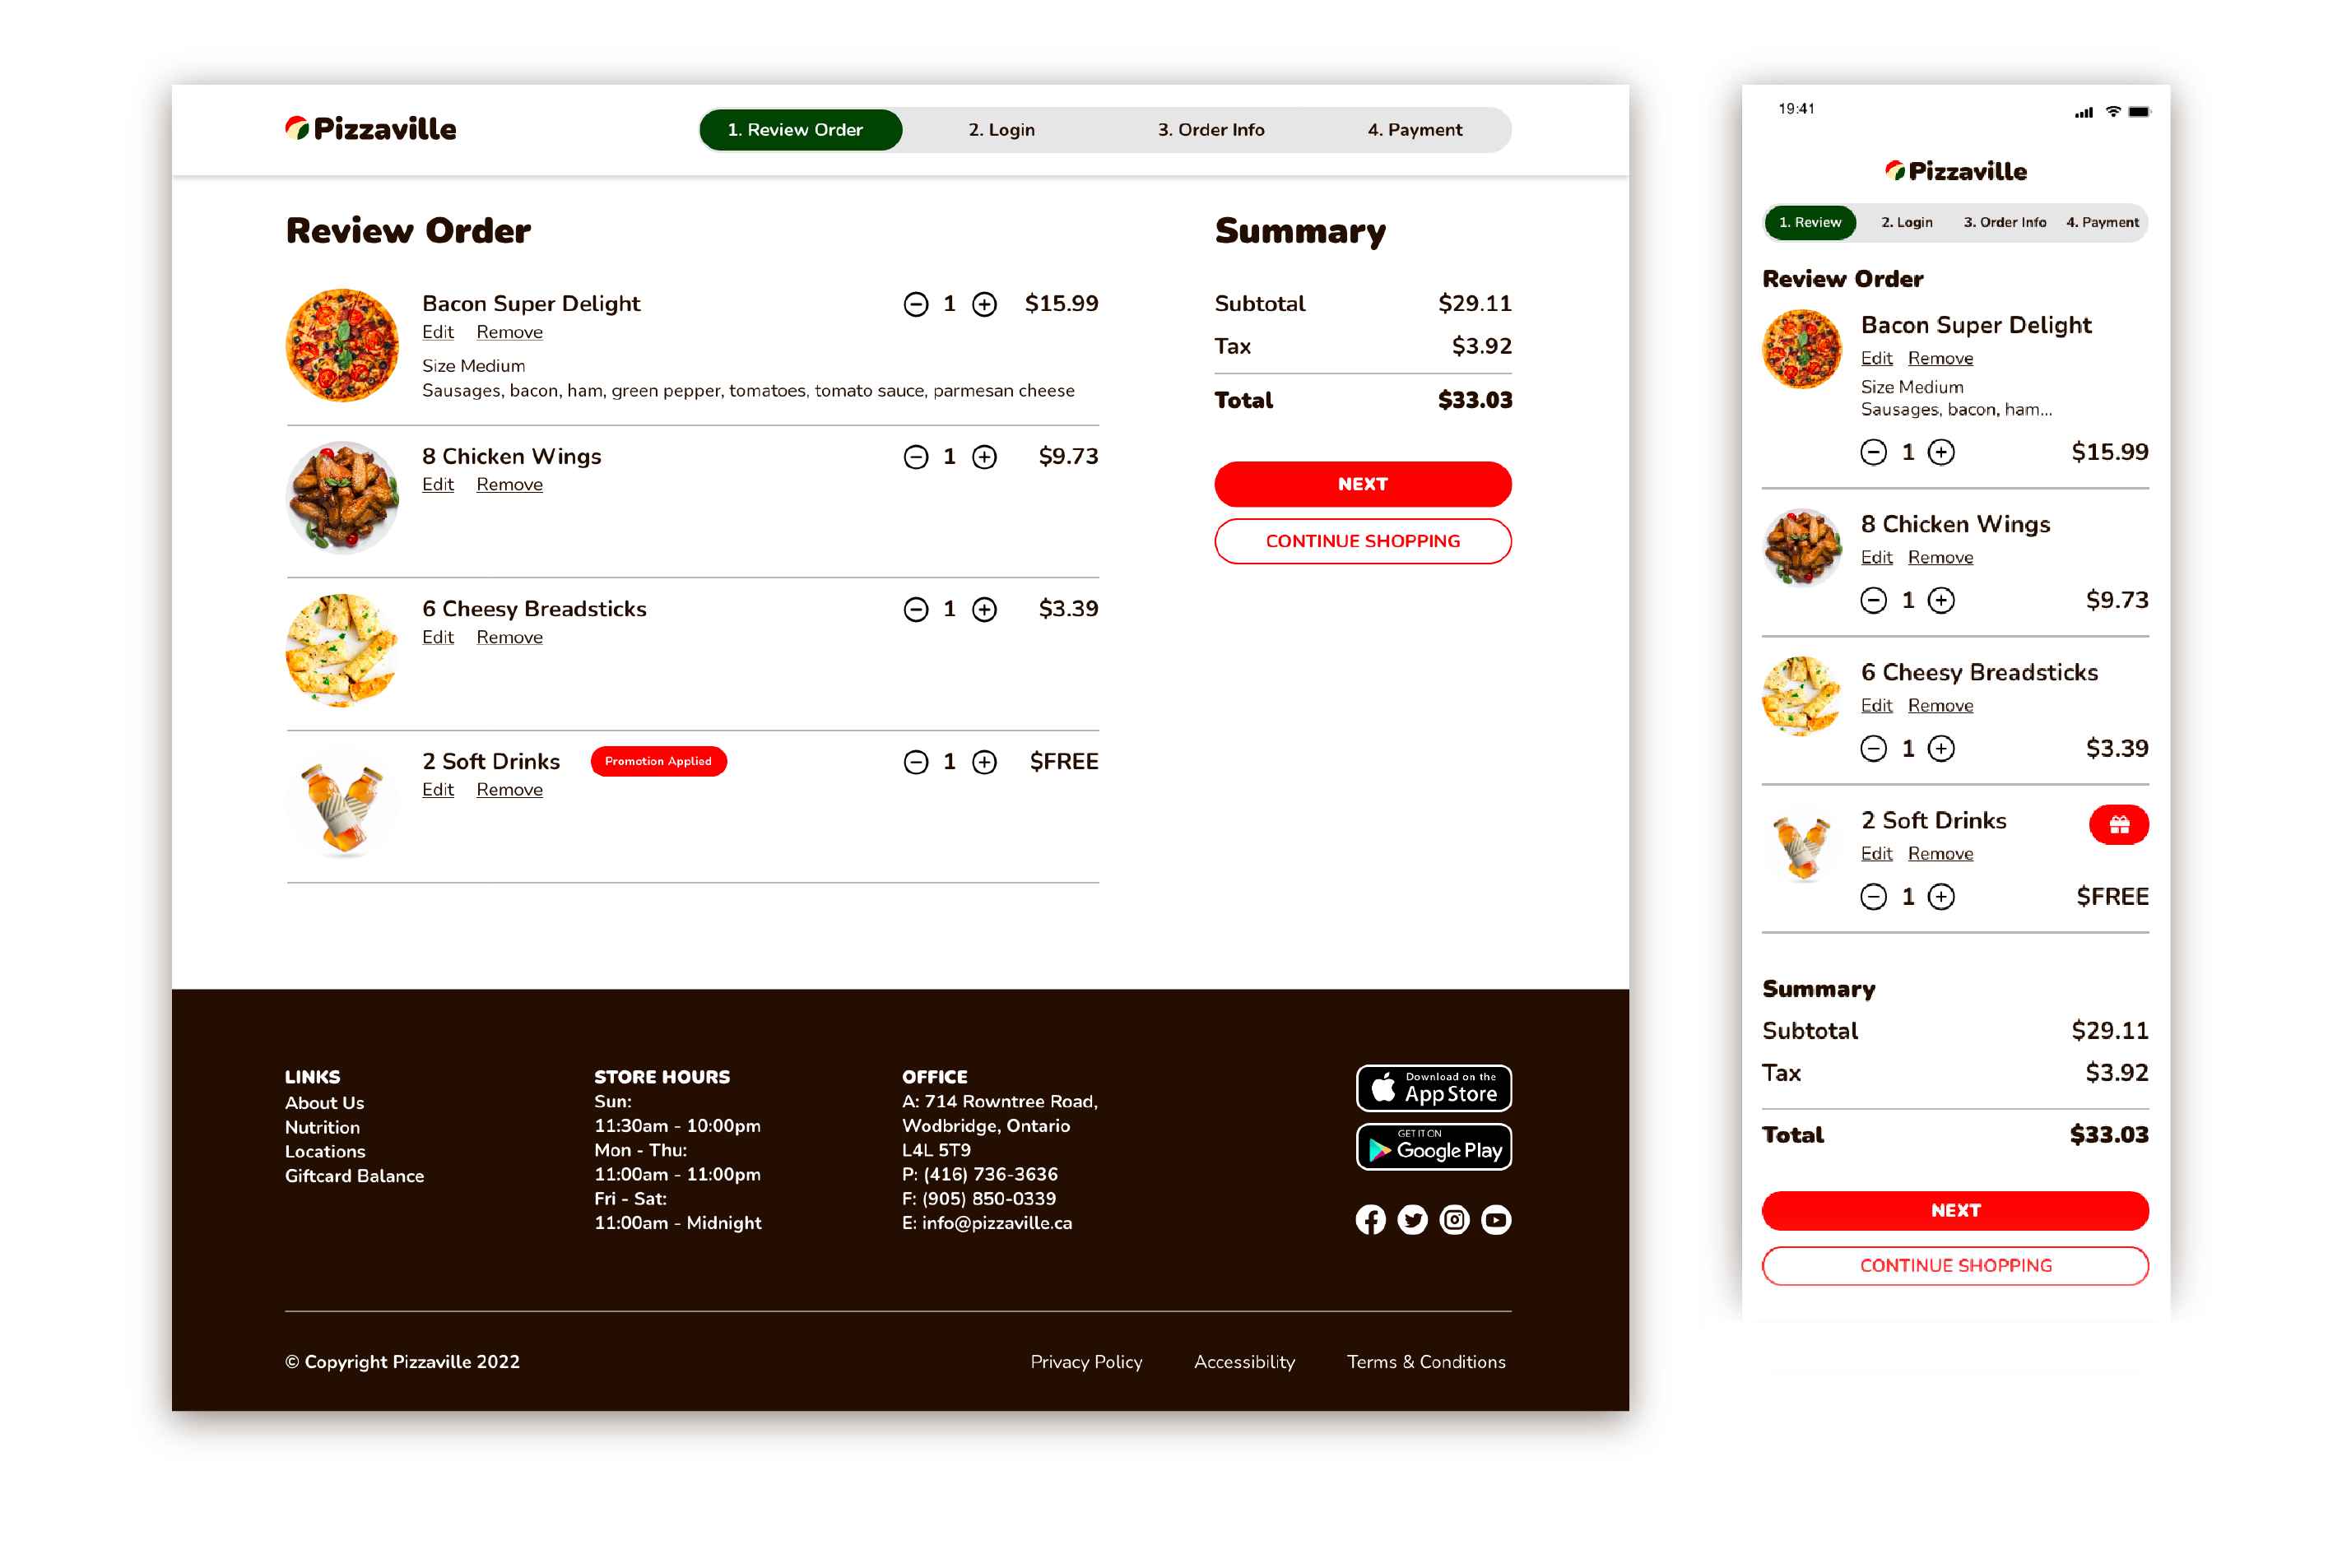 Pizzaville
1. Review Order
2. Login
3. Order Info
4. Payment
Review Order
Bacon Super Delight
1
$15.99
Edit Remove
Size Medium
Sausages, bacon, ham, green pepper, tomatoes, tomato sauce, parmesan cheese
8 Chicken Wings
1
$9.73
Edit Remove
6 Cheesy Breadsticks
1
$3.39
Edit Remove
2 Soft Drinks
Promotion Applied
1
$FREE
Edit Remove
Summary
Subtotal $29.11
Tax $3.92
Total $33.03
NEXT
CONTINUE SHOPPING
LINKS
About Us
Nutrition
Locations
Giftcard Balance
STORE HOURS
Sun:
11:30am - 10:00pm
Mon - Thu:
11:00am - 11:00pm
Fri - Sat:
11:00am - Midnight
OFFICE
A: 714 Rowntree Road,
Wodbridge, Ontario
L4L 5T9
P: (416) 736-3636
F: (905) 850-0339
E: info@pizzaville.ca
Download on the
App Store
GET IT ON
Google Play
© Copyright Pizzaville 2022
Privacy Policy
Accessibility
Terms & Conditions
19:41
Pizzaville
1. Review
2. Login
3. Order Info
4. Payment
Review Order
Bacon Super Delight
Edit Remove
Size Medium
Sausages, bacon, ham...
1
$15.99
8 Chicken Wings
Edit Remove
1
$9.73
6 Cheesy Breadsticks
Edit Remove
1
$3.39
2 Soft Drinks
Edit Remove
1
$FREE
Summary
Subtotal $29.11
Tax $3.92
Total $33.03
NEXT
CONTINUE SHOPPING